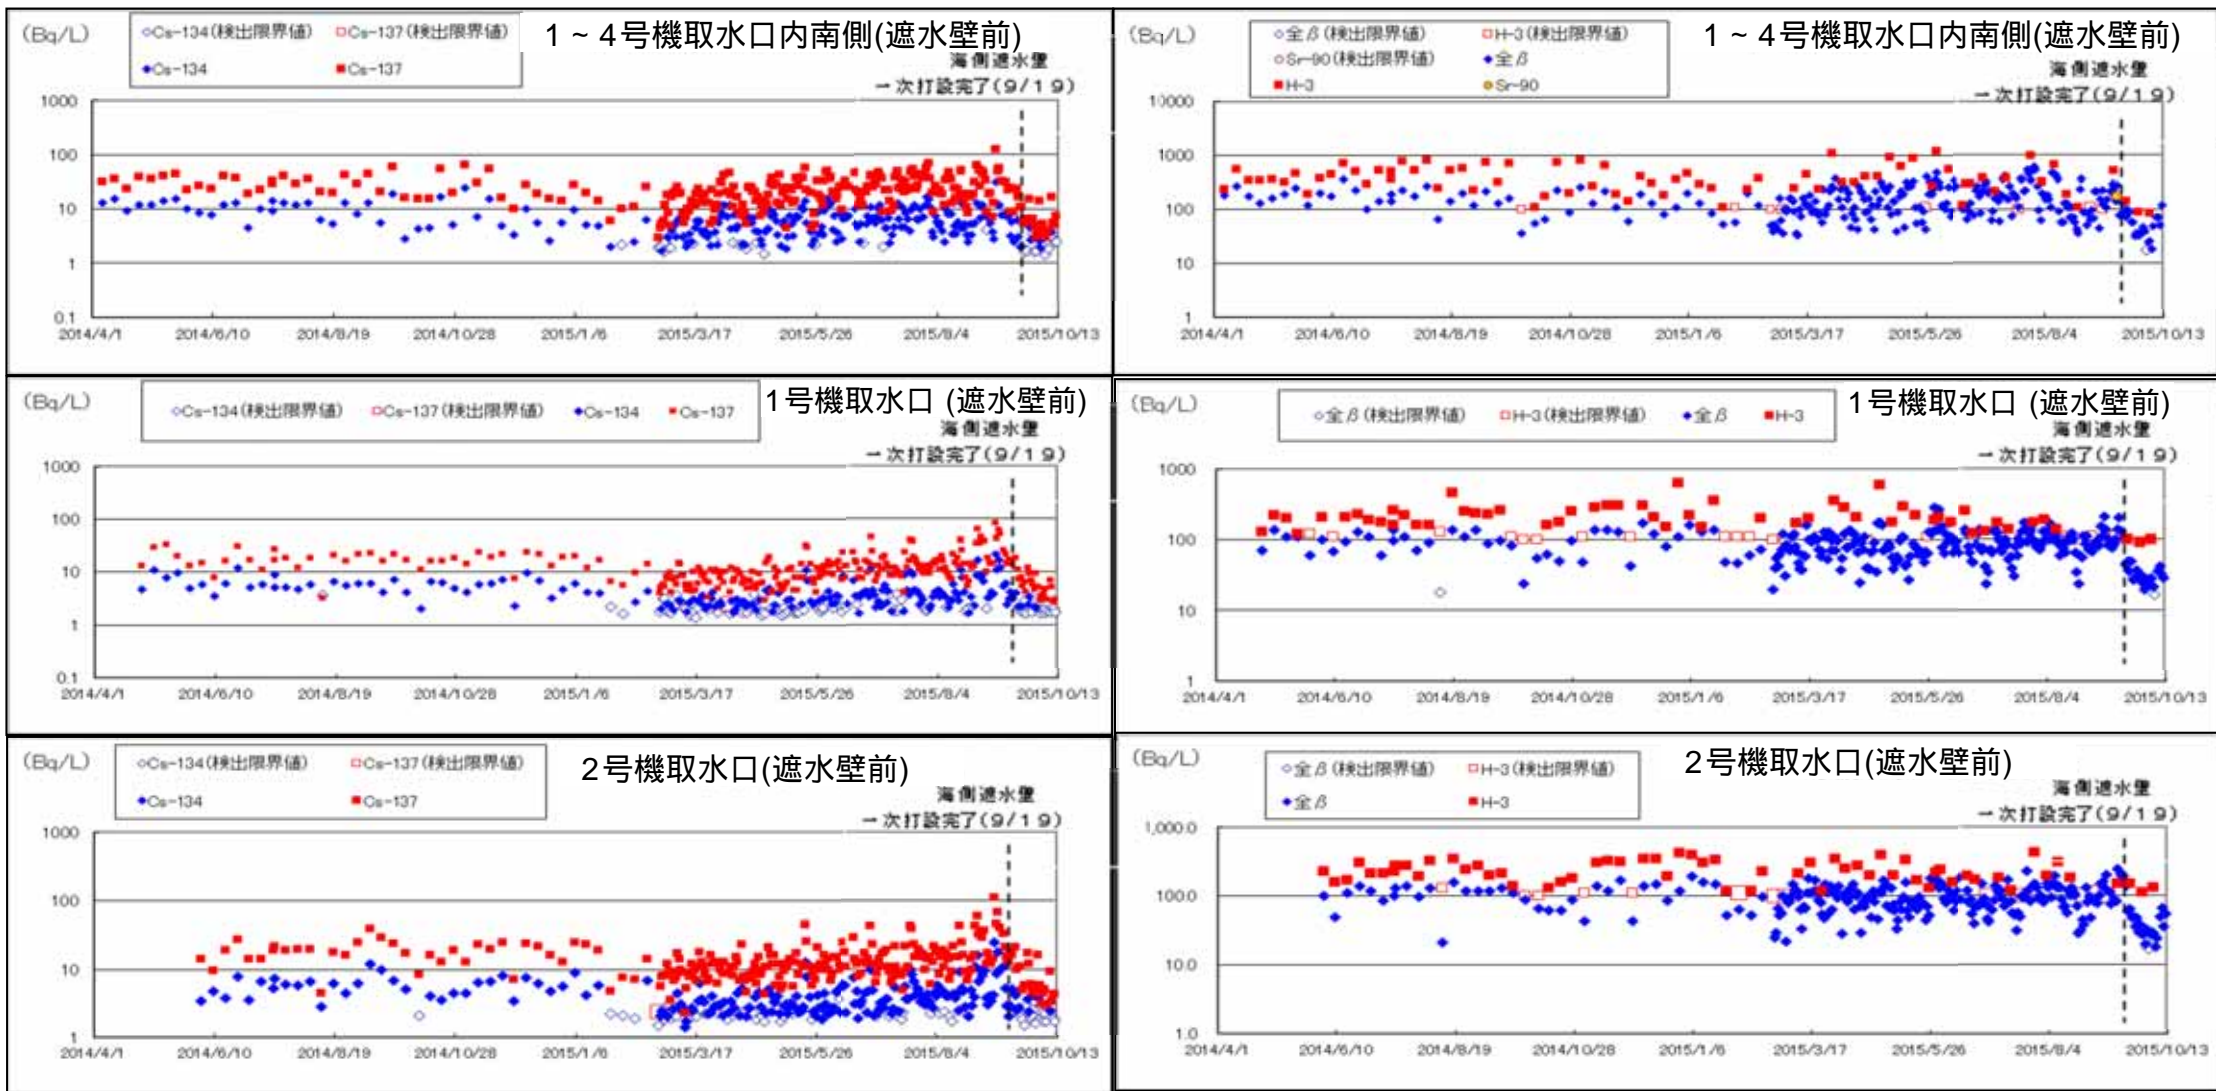 (Bq/L)
◇Cs-134(検出限界値) □Cs-137(検出限界値)
◆Cs-134 ■Cs-137
1 ~ 4号機取水口内南側(遮水壁前)
海側遮水壁
一次打設完了(9/19)
1000
100
10
1
0.1
2014/4/1 2014/6/10 2014/8/19 2014/10/28 2015/1/6 2015/3/17 2015/5/26 2015/8/4 2015/10/13
(Bq/L)
◇全β(検出限界値) □H-3(検出限界値)
○Sr-90(検出限界値) ◆全β
■H-3 ●Sr-90
1 ~ 4号機取水口内南側(遮水壁前)
海側遮水壁
一次打設完了(9/19)
10000
1000
100
10
1
2014/4/1 2014/6/10 2014/8/19 2014/10/28 2015/1/6 2015/3/17 2015/5/26 2015/8/4 2015/10/13
(Bq/L)
◇Cs-134(検出限界値) □Cs-137(検出限界値) ◆Cs-134 ■Cs-137
1号機取水口 (遮水壁前)
海側遮水壁
一次打設完了(9/19)
1000
100
10
1
0.1
2014/4/1 2014/6/10 2014/8/19 2014/10/28 2015/1/6 2015/3/17 2015/5/26 2015/8/4 2015/10/13
(Bq/L)
◇全β(検出限界値) □H-3(検出限界値) ◆全β ■H-3
1号機取水口 (遮水壁前)
海側遮水壁
一次打設完了(9/19)
1000
100
10
1
2014/4/1 2014/6/10 2014/8/19 2014/10/28 2015/1/6 2015/3/17 2015/5/26 2015/8/4 2015/10/13
(Bq/L)
◇Cs-134(検出限界値) □Cs-137(検出限界値)
◆Cs-134 ■Cs-137
2号機取水口(遮水壁前)
海側遮水壁
一次打設完了(9/19)
1000
100
10
1
2014/4/1 2014/6/10 2014/8/19 2014/10/28 2015/1/6 2015/3/17 2015/5/26 2015/8/4 2015/10/13
(Bq/L)
◇全β(検出限界値) □H-3(検出限界値)
◆全β ■H-3
2号機取水口(遮水壁前)
海側遮水壁
一次打設完了(9/19)
1,000.0
100.0
10.0
1.0
2014/4/1 2014/6/10 2014/8/19 2014/10/28 2015/1/6 2015/3/17 2015/5/26 2015/8/4 2015/10/13